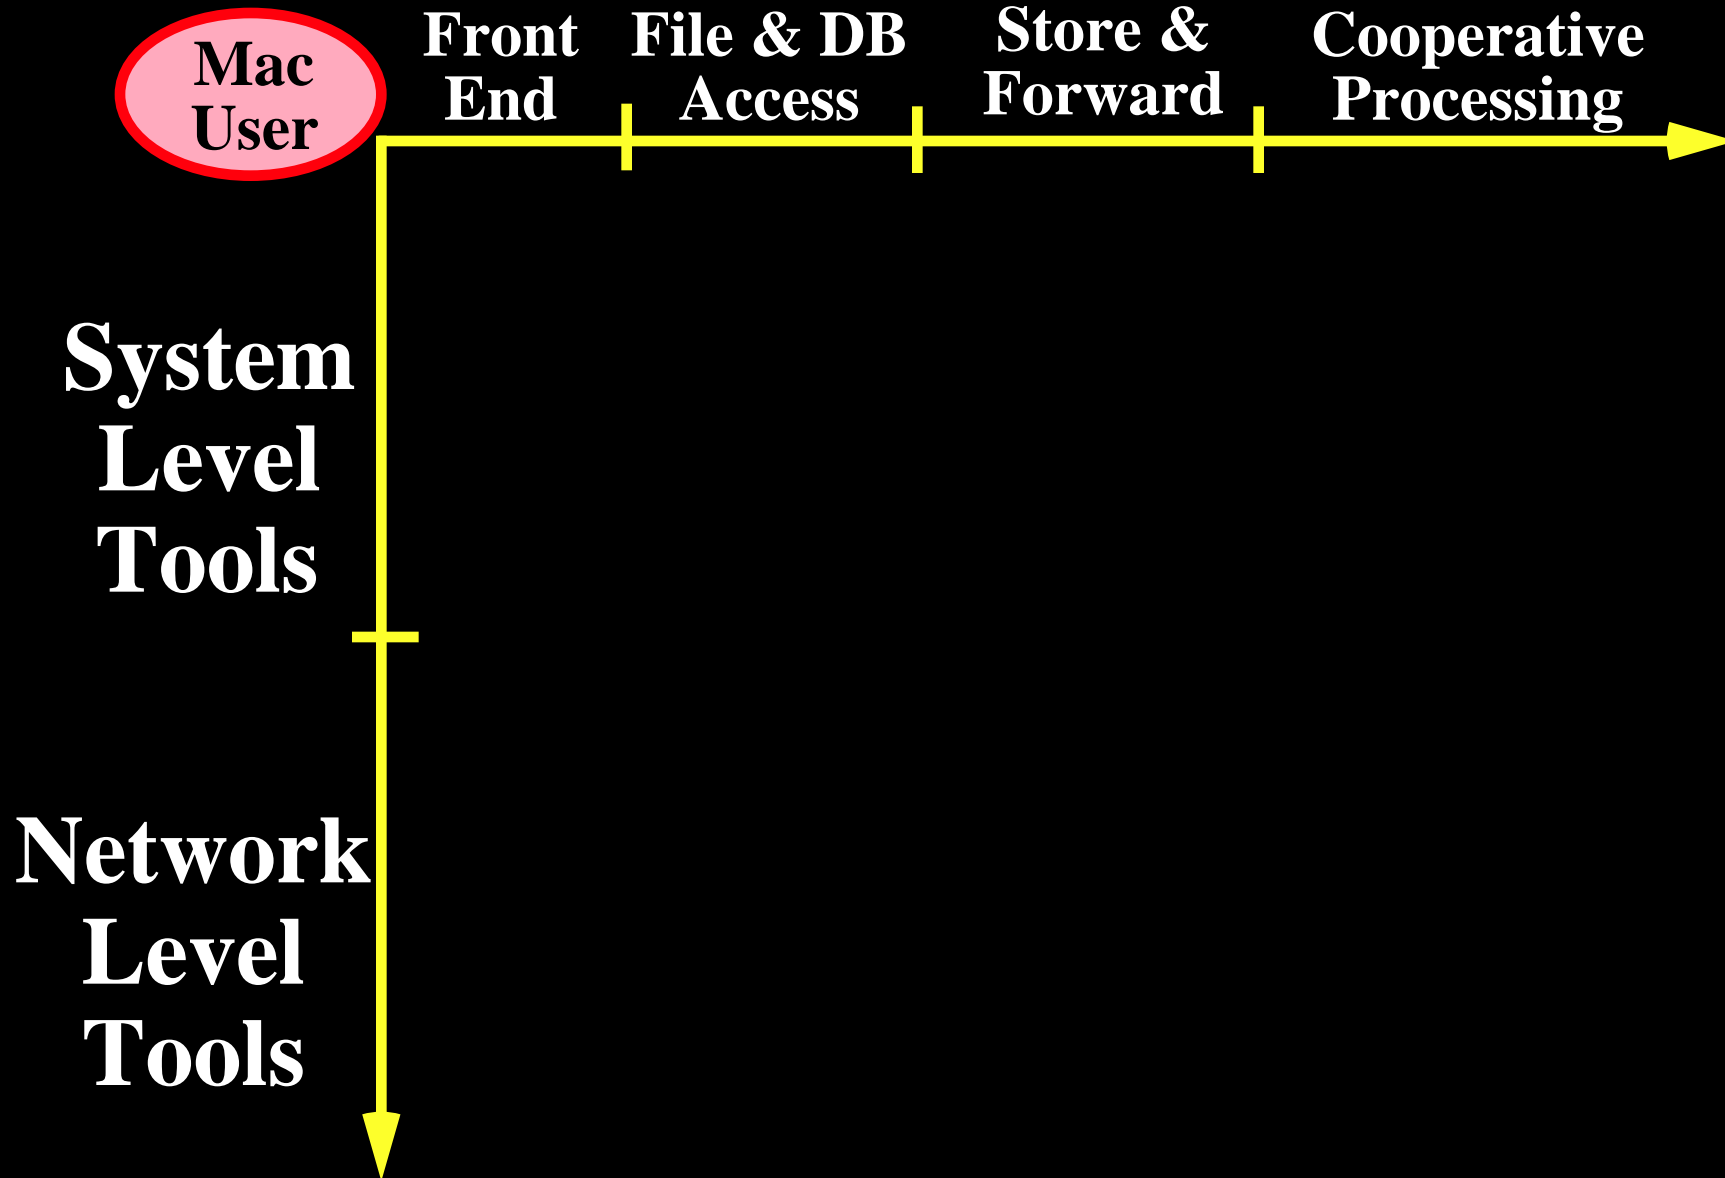 Mac
User
Front
End
File & DB
Access
Store &
Forward
Cooperative
Processing
System
Level
Tools
Network
Level
Tools